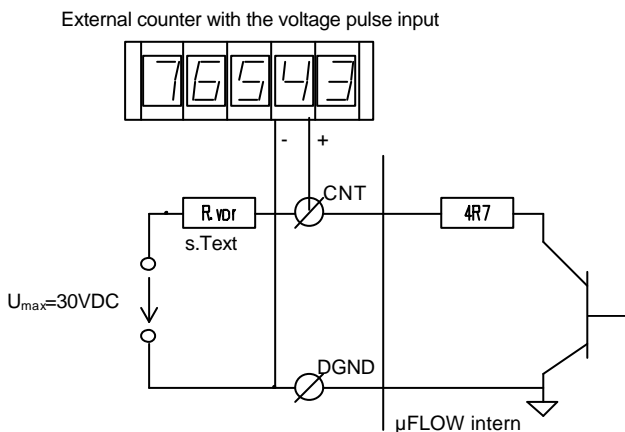 External counter with the voltage pulse input
76543
- +
CNT
R.vor
4R7
s.Text
Umax=30VDC
DGND
µFLOW intern